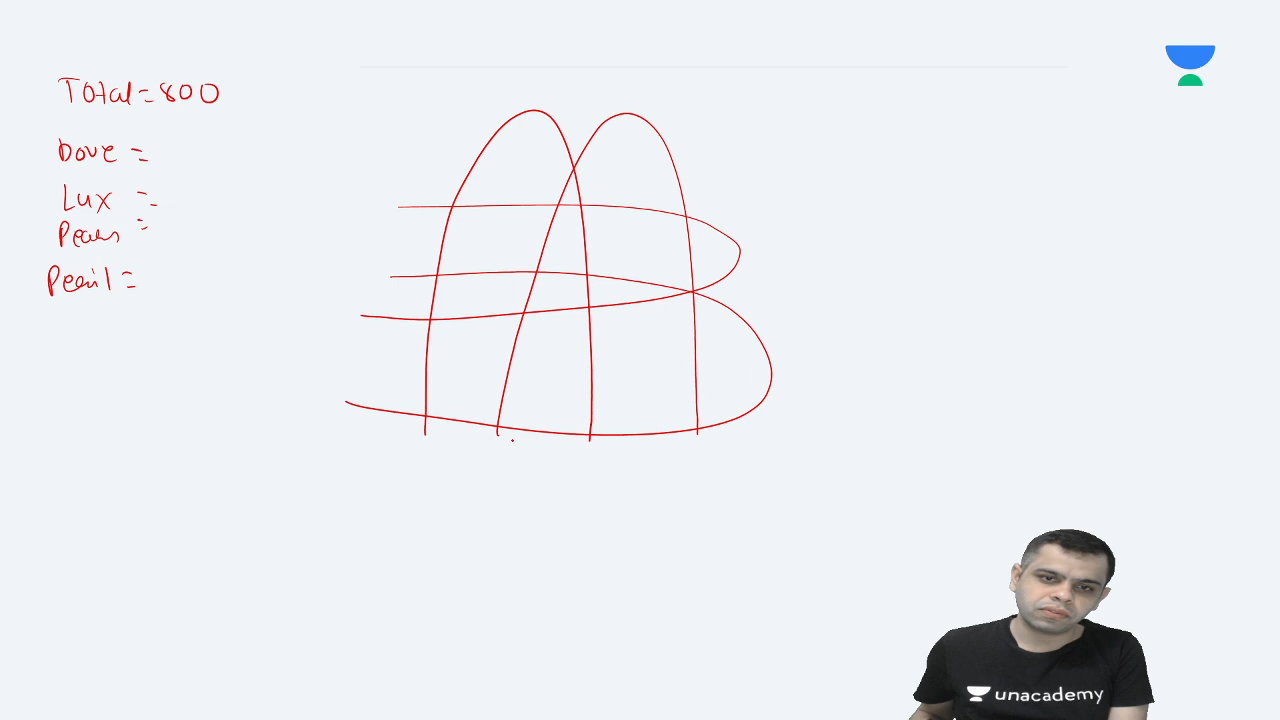 Total = 800
Dove =
Lux =
Pears =
Pearl =
unacademy